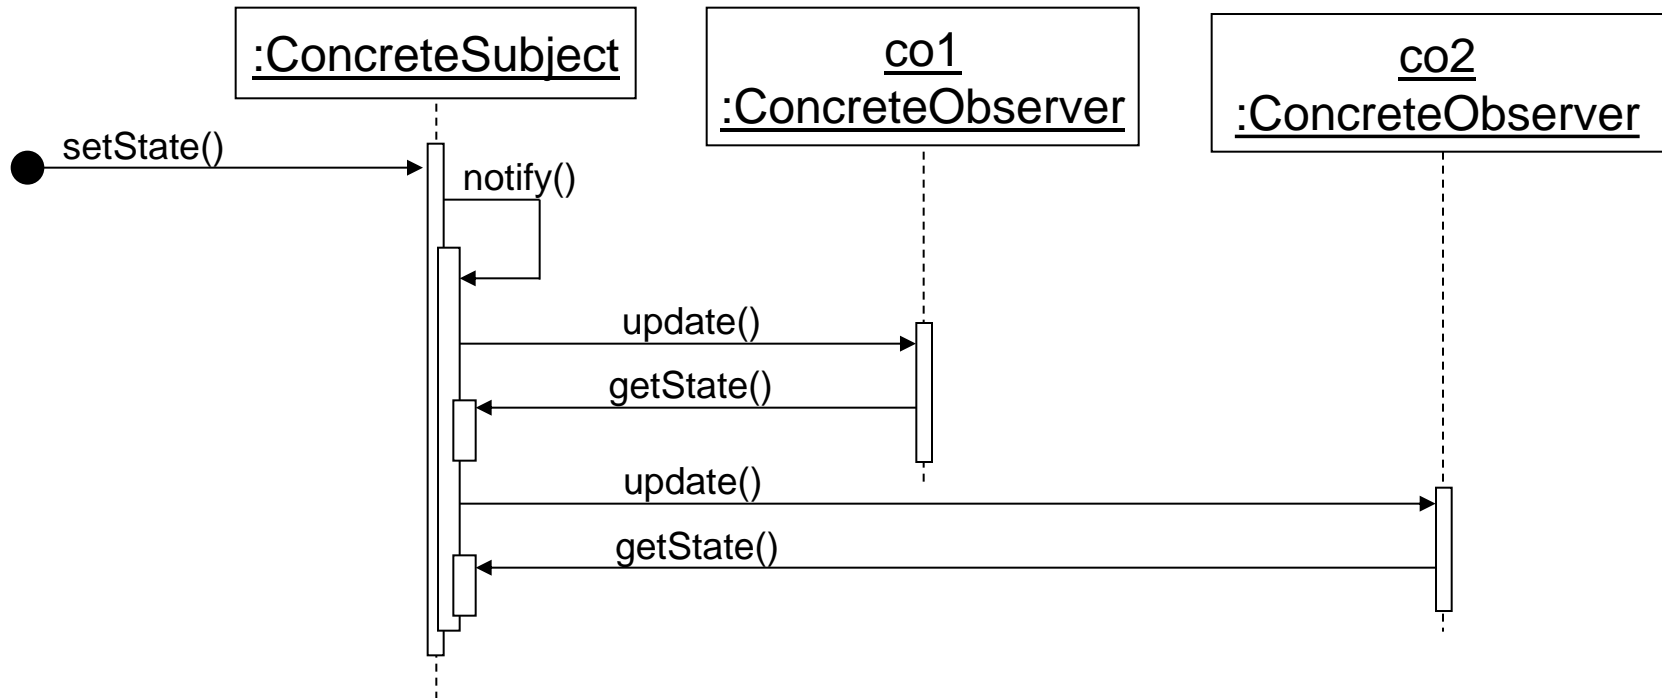 :ConcreteSubject
co1
:ConcreteObserver
co2
:ConcreteObserver
setState()
notify()
update()
getState()
update()
getState()